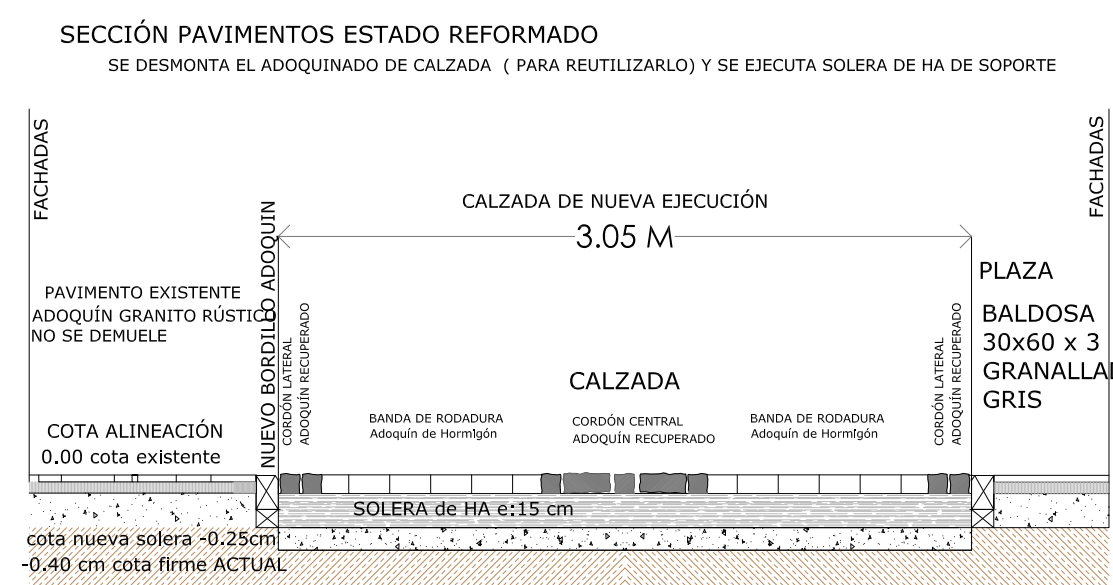 SECCIÓN PAVIMENTOS ESTADO REFORMADO
SE DESMONTA EL ADOQUINADO DE CALZADA ( PARA REUTILIZARLO) Y SE EJECUTA SOLERA DE HA DE SOPORTE
FACHADAS
FACHADAS
CALZADA DE NUEVA EJECUCIÓN
3.05 M
PAVIMENTO EXISTENTE
ADOQUÍN GRANITO RÚSTICO
NO SE DEMUELE
NUEVO BORDILLO ADOQUIN
CORDÓN LATERAL
ADOQUÍN RECUPERADO
PLAZA
BALDOSA
30x60 x 3
GRANALLAD
GRIS
CORDÓN LATERAL
ADOQUÍN RECUPERADO
CALZADA
BANDA DE RODADURA
Adoquín de Hormigón
CORDÓN CENTRAL
ADOQUÍN RECUPERADO
BANDA DE RODADURA
Adoquín de Hormigón
COTA ALINEACIÓN
0.00 cota existente
SOLERA de HA e:15 cm
cota nueva solera -0.25cm
-0.40 cm cota firme ACTUAL